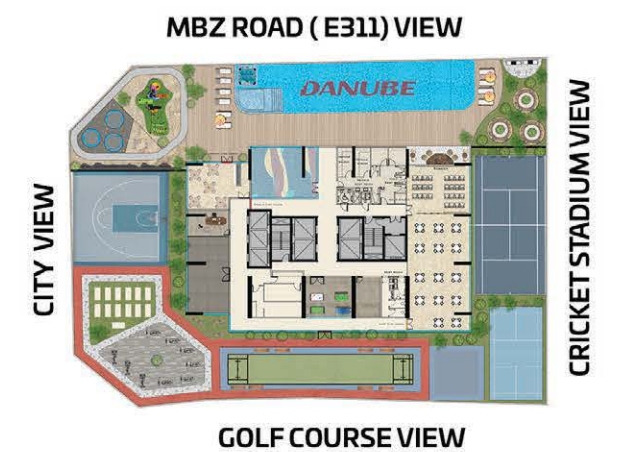 MBZ ROAD ( E311) VIEW
DANUBE
CITY VIEW
CRICKET STADIUM VIEW
GOLF COURSE VIEW